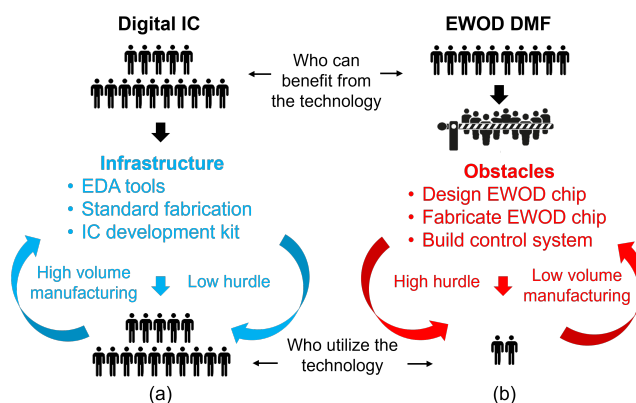 Digital IC
EWOD DMF
Who can
benefit from
the technology
Infrastructure
• EDA tools
• Standard fabrication
• IC development kit
Obstacles
• Design EWOD chip
• Fabricate EWOD chip
• Build control system
High volume
manufacturing
Low hurdle
High hurdle
Low volume
manufacturing
Who utilize the
technology
(a)
(b)